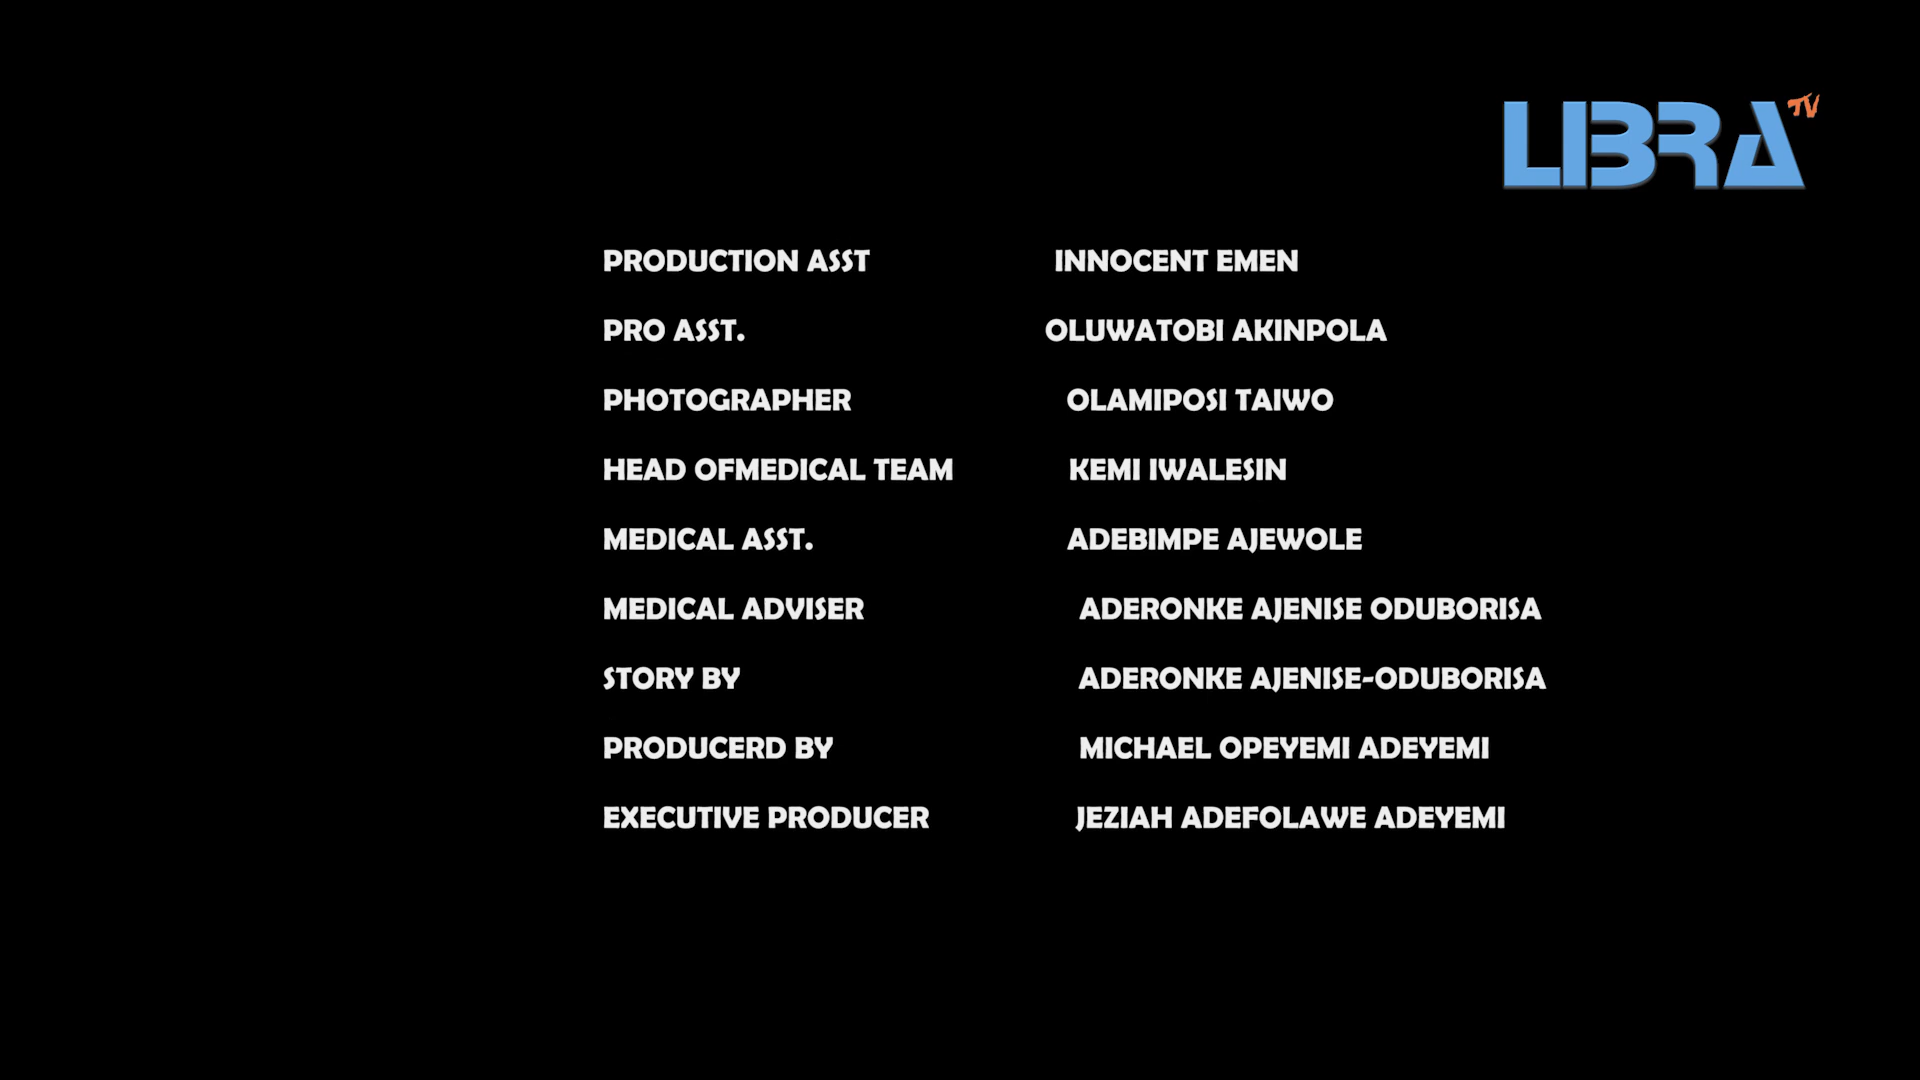 LIBRA TV
PRODUCTION ASST INNOCENT EMEN
PRO ASST. OLUWATOBI AKINPOLA
PHOTOGRAPHER OLAMIPOSI TAIWO
HEAD OFMEDICAL TEAM KEMI IWALESIN
MEDICAL ASST. ADEBIMPE AJEWOLE
MEDICAL ADVISER ADERONKE AJENISE ODUBORISA
STORY BY ADERONKE AJENISE-ODUBORISA
PRODUCERD BY MICHAEL OPEYEMI ADEYEMI
EXECUTIVE PRODUCER JEZIAH ADEFOLAWE ADEYEMI